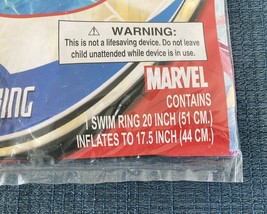 ⚠ WARNING:
This is not a lifesaving device. Do not leave
child unattended while device is in use.
MARVEL
CONTAINS
1 SWIM RING 20 INCH (51 CM.)
INFLATES TO 17.5 INCH (44 CM.)